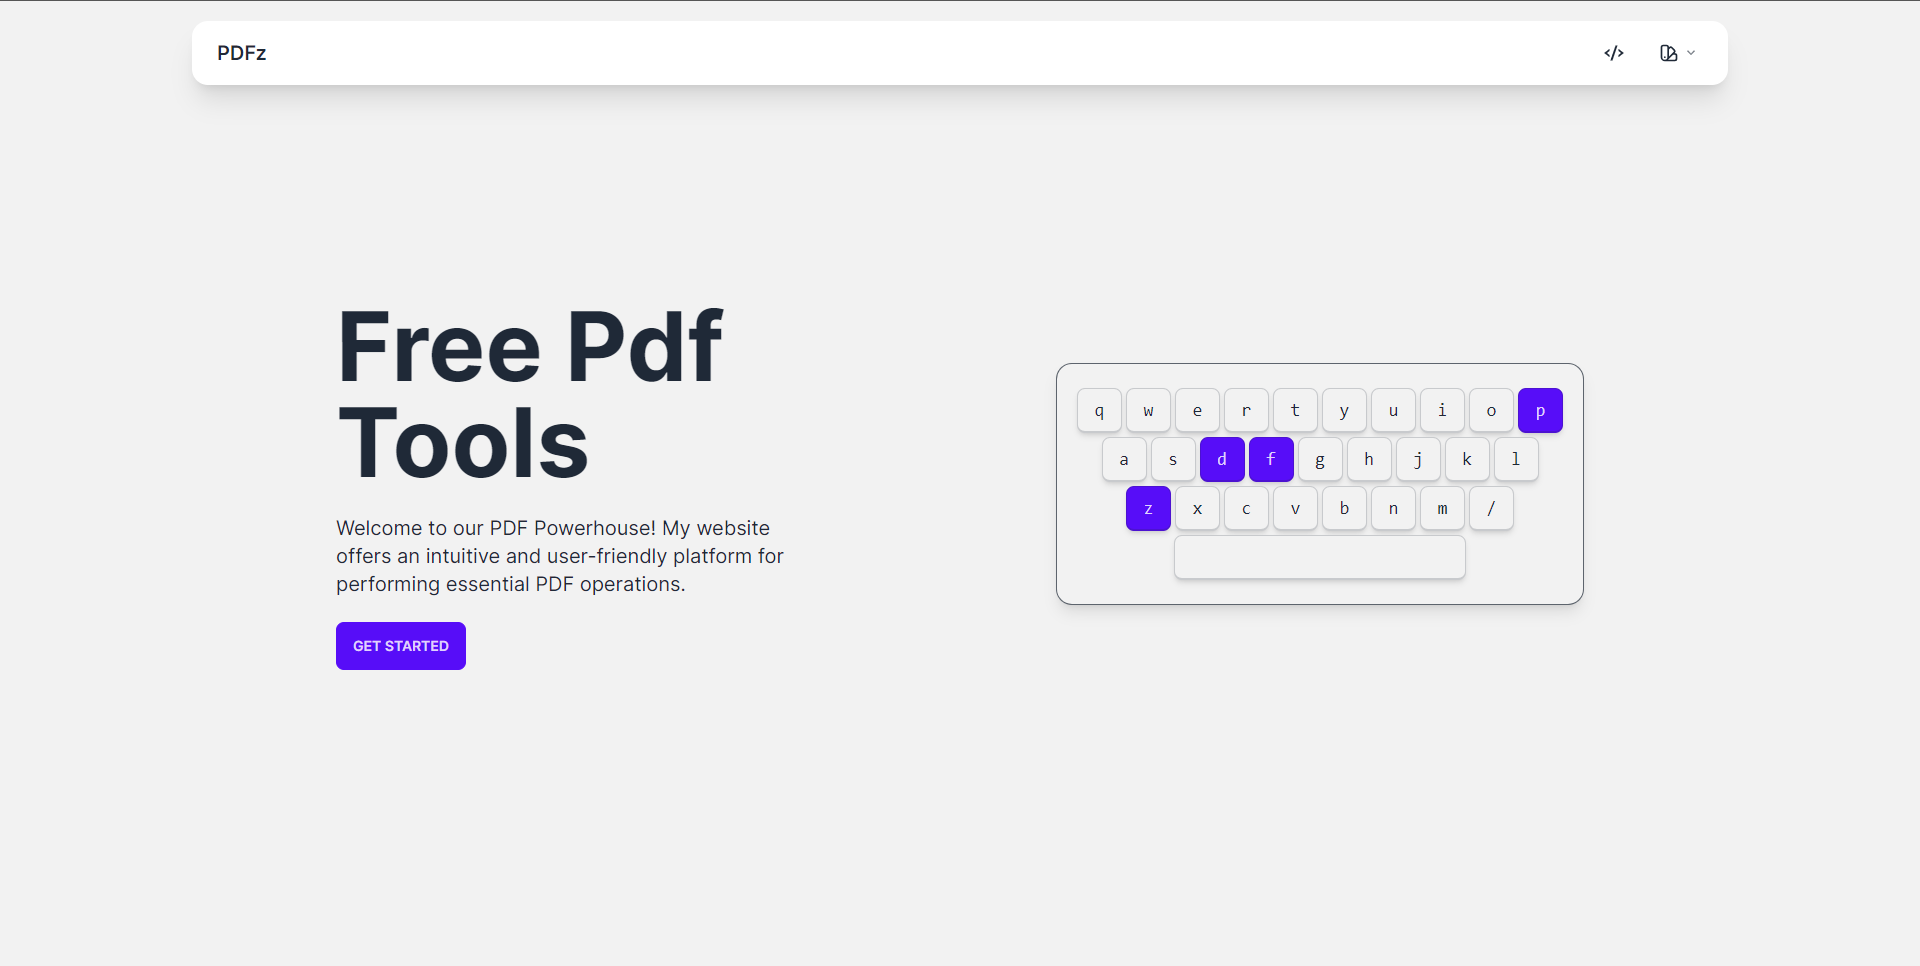 PDFz
Free Pdf
Tools
Welcome to our PDF Powerhouse! My website
offers an intuitive and user-friendly platform for
performing essential PDF operations.
GET STARTED
q w e r t y u i o p
a s d f g h j k l
z x c v b n m /